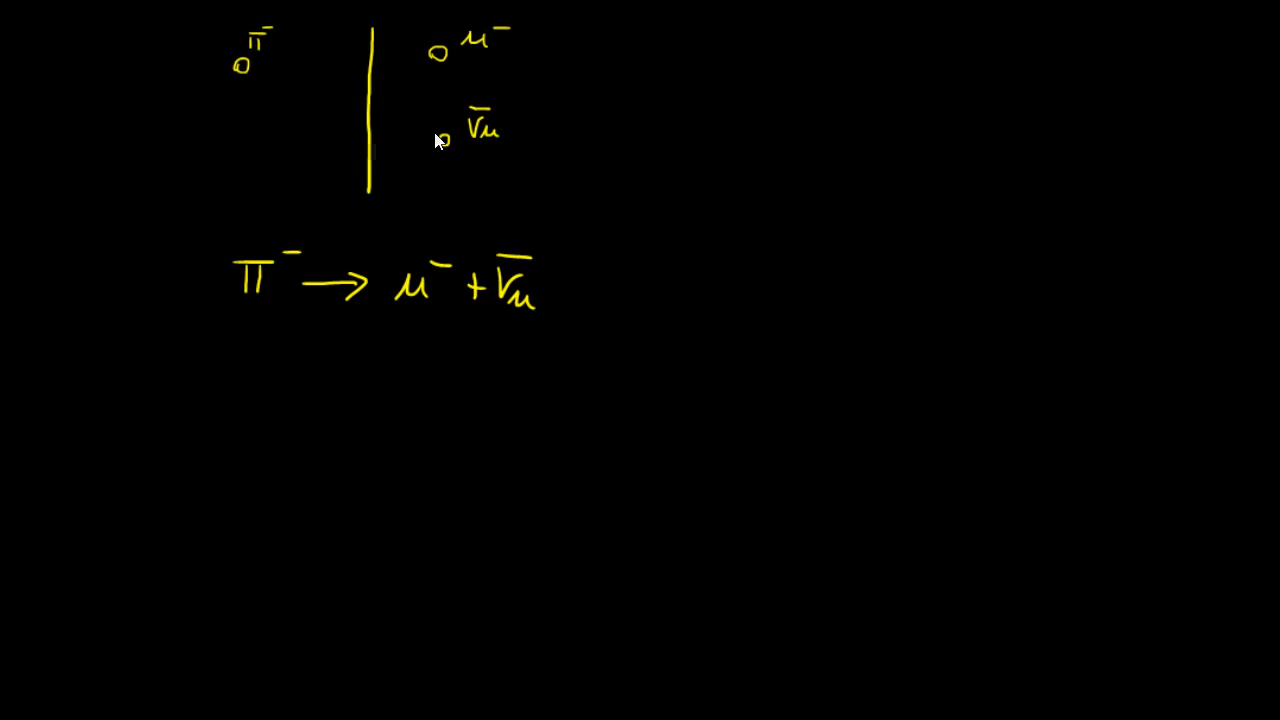 π⁻ μ⁻
ν̄μ
π⁻ → μ⁻ + ν̄μ